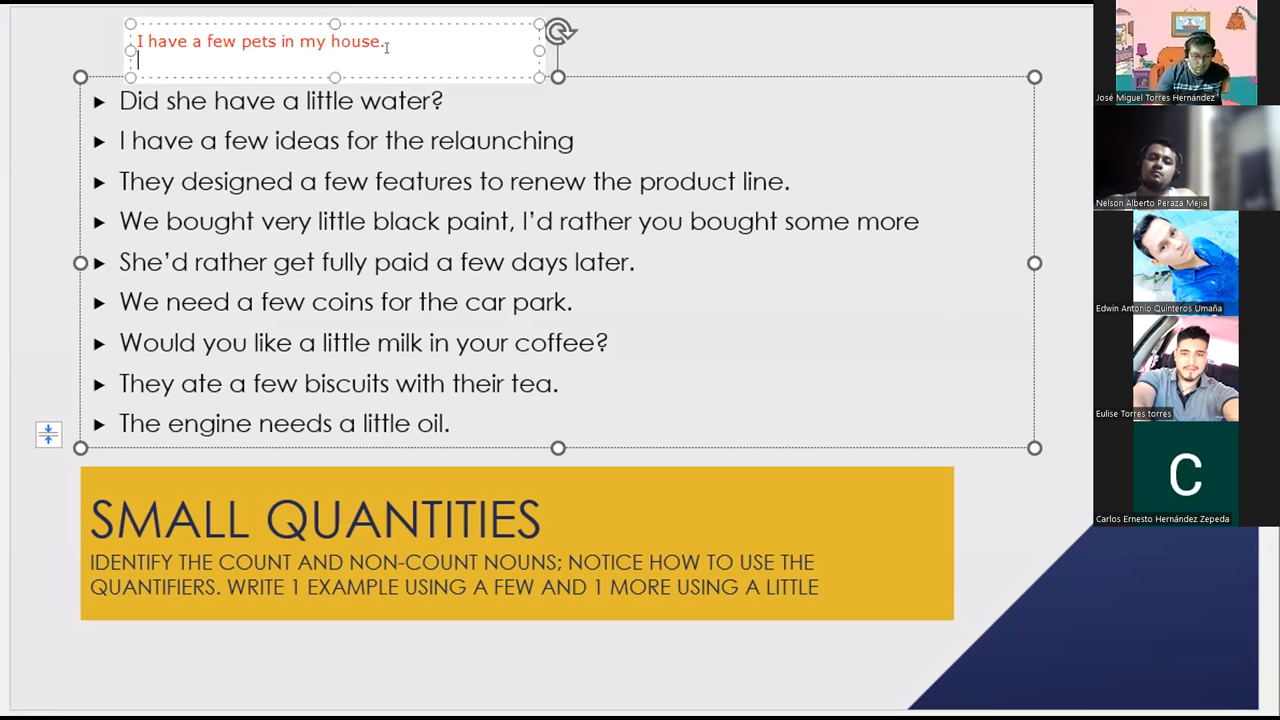 I have a few pets in my house.
Did she have a little water?
I have a few ideas for the relaunching
They designed a few features to renew the product line.
We bought very little black paint, I’d rather you bought some more
She’d rather get fully paid a few days later.
We need a few coins for the car park.
Would you like a little milk in your coffee?
They ate a few biscuits with their tea.
The engine needs a little oil.
SMALL QUANTITIES
IDENTIFY THE COUNT AND NON-COUNT NOUNS; NOTICE HOW TO USE THE
QUANTIFIERS. WRITE 1 EXAMPLE USING A FEW AND 1 MORE USING A LITTLE
José Miguel Torres Hernández
Nelson Alberto Peraza Mejia
Edwin Antonio Quinteros Umaña
Eulise Torres torres
C
Carlos Ernesto Hernández Zepeda